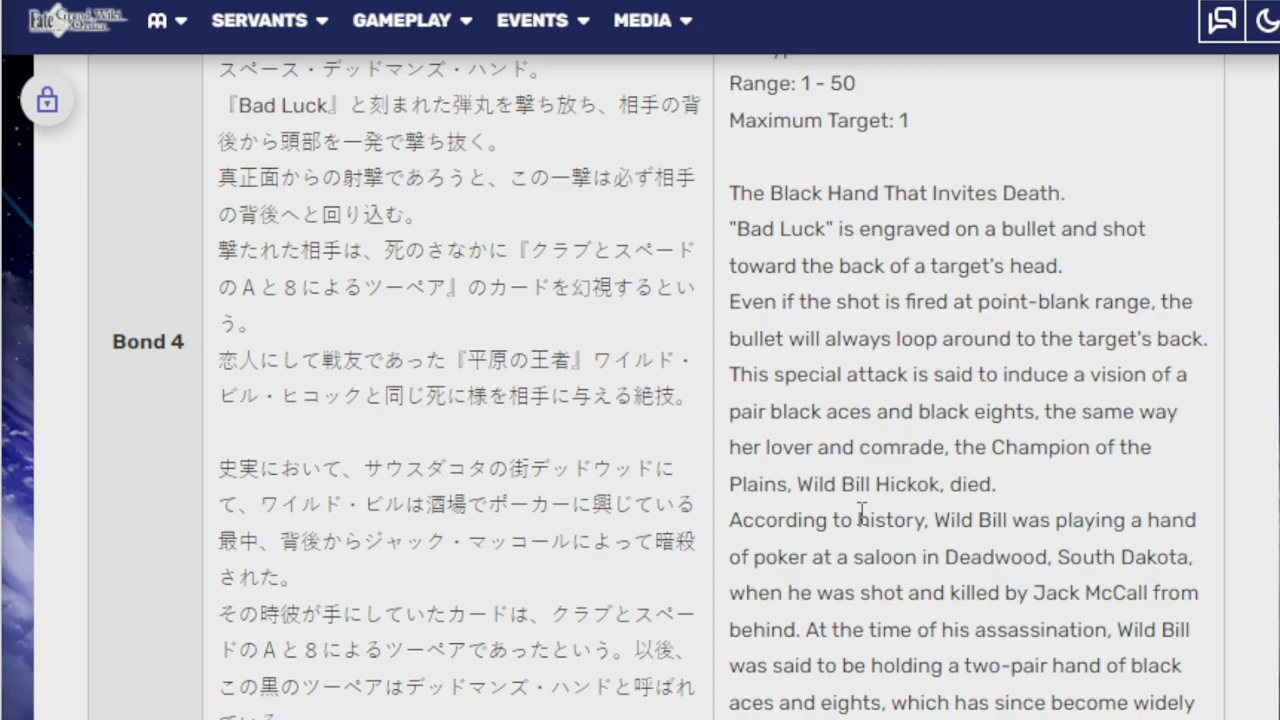 Fate Grand Wiki Order
SERVANTS
GAMEPLAY
EVENTS
MEDIA
Bond 4
スペース・デッドマンズ・ハンド。
『Bad Luck』と刻まれた弾丸を撃ち放ち、相手の背
後から頭部を一発で撃ち抜く。
真正面からの射撃であろうと、この一撃は必ず相手
の背後へと回り込む。
撃たれた相手は、死のさなかに『クラブとスペード
のＡと８によるツーペア』のカードを幻視するとい
う。
恋人にして戦友であった『平原の王者』ワイルド・
ビル・ヒコックと同じ死に様を相手に与える絶技。
史実において、サウスダコタの街デッドウッドに
て、ワイルド・ビルは酒場でポーカーに興じている
最中、背後からジャック・マッコールによって暗殺
された。
その時彼が手にしていたカードは、クラブとスペー
ドのＡと８によるツーペアであったという。以後、
この黒のツーペアはデッドマンズ・ハンドと呼ばれ
Range: 1 - 50
Maximum Target: 1
The Black Hand That Invites Death.
"Bad Luck" is engraved on a bullet and shot
toward the back of a target's head.
Even if the shot is fired at point-blank range, the
bullet will always loop around to the target's back.
This special attack is said to induce a vision of a
pair black aces and black eights, the same way
her lover and comrade, the Champion of the
Plains, Wild Bill Hickok, died.
According to history, Wild Bill was playing a hand
of poker at a saloon in Deadwood, South Dakota,
when he was shot and killed by Jack McCall from
behind. At the time of his assassination, Wild Bill
was said to be holding a two-pair hand of black
aces and eights, which has since become widely